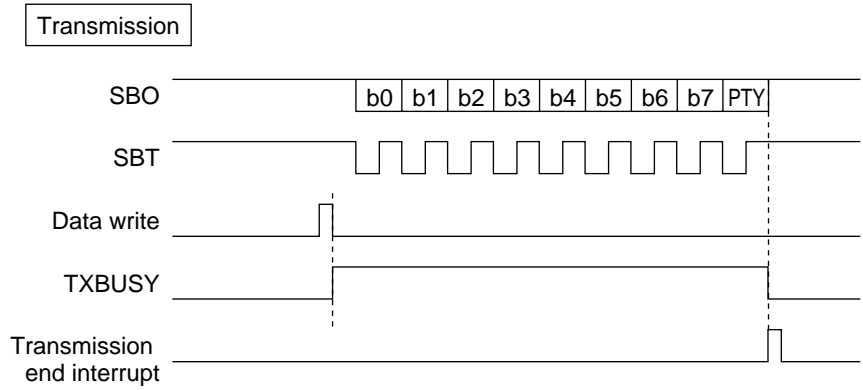 Transmission
SBO
b0 b1 b2 b3 b4 b5 b6 b7 PTY
SBT
Data write
TXBUSY
Transmission
end interrupt